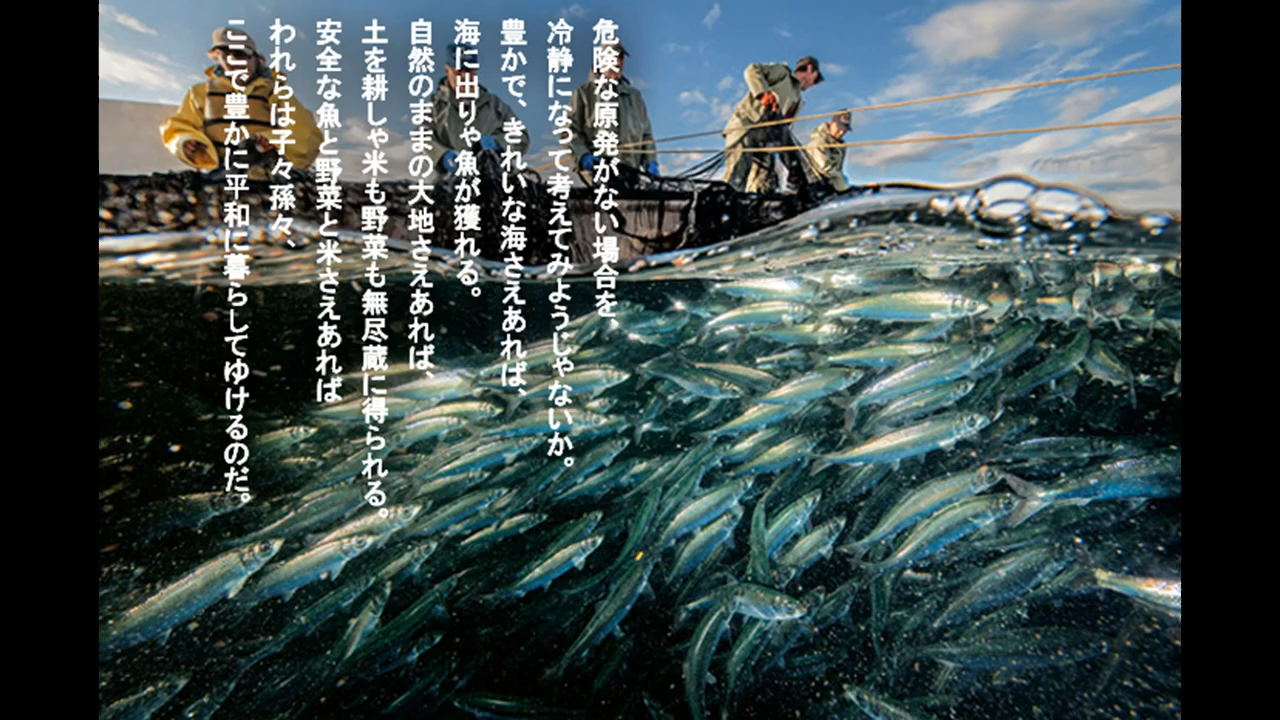 危険な原発がない場合を
冷静になって考えてみようじゃないか。
豊かで、きれいな海さえあれば、
海に出りゃ魚が獲れる。
自然のままの大地さえあれば、
土を耕しゃ米も野菜も無尽蔵に得られる。
安全な魚と野菜と米さえあれば
われらは子々孫々、
ここで豊かに平和に暮らしてゆけるのだ。